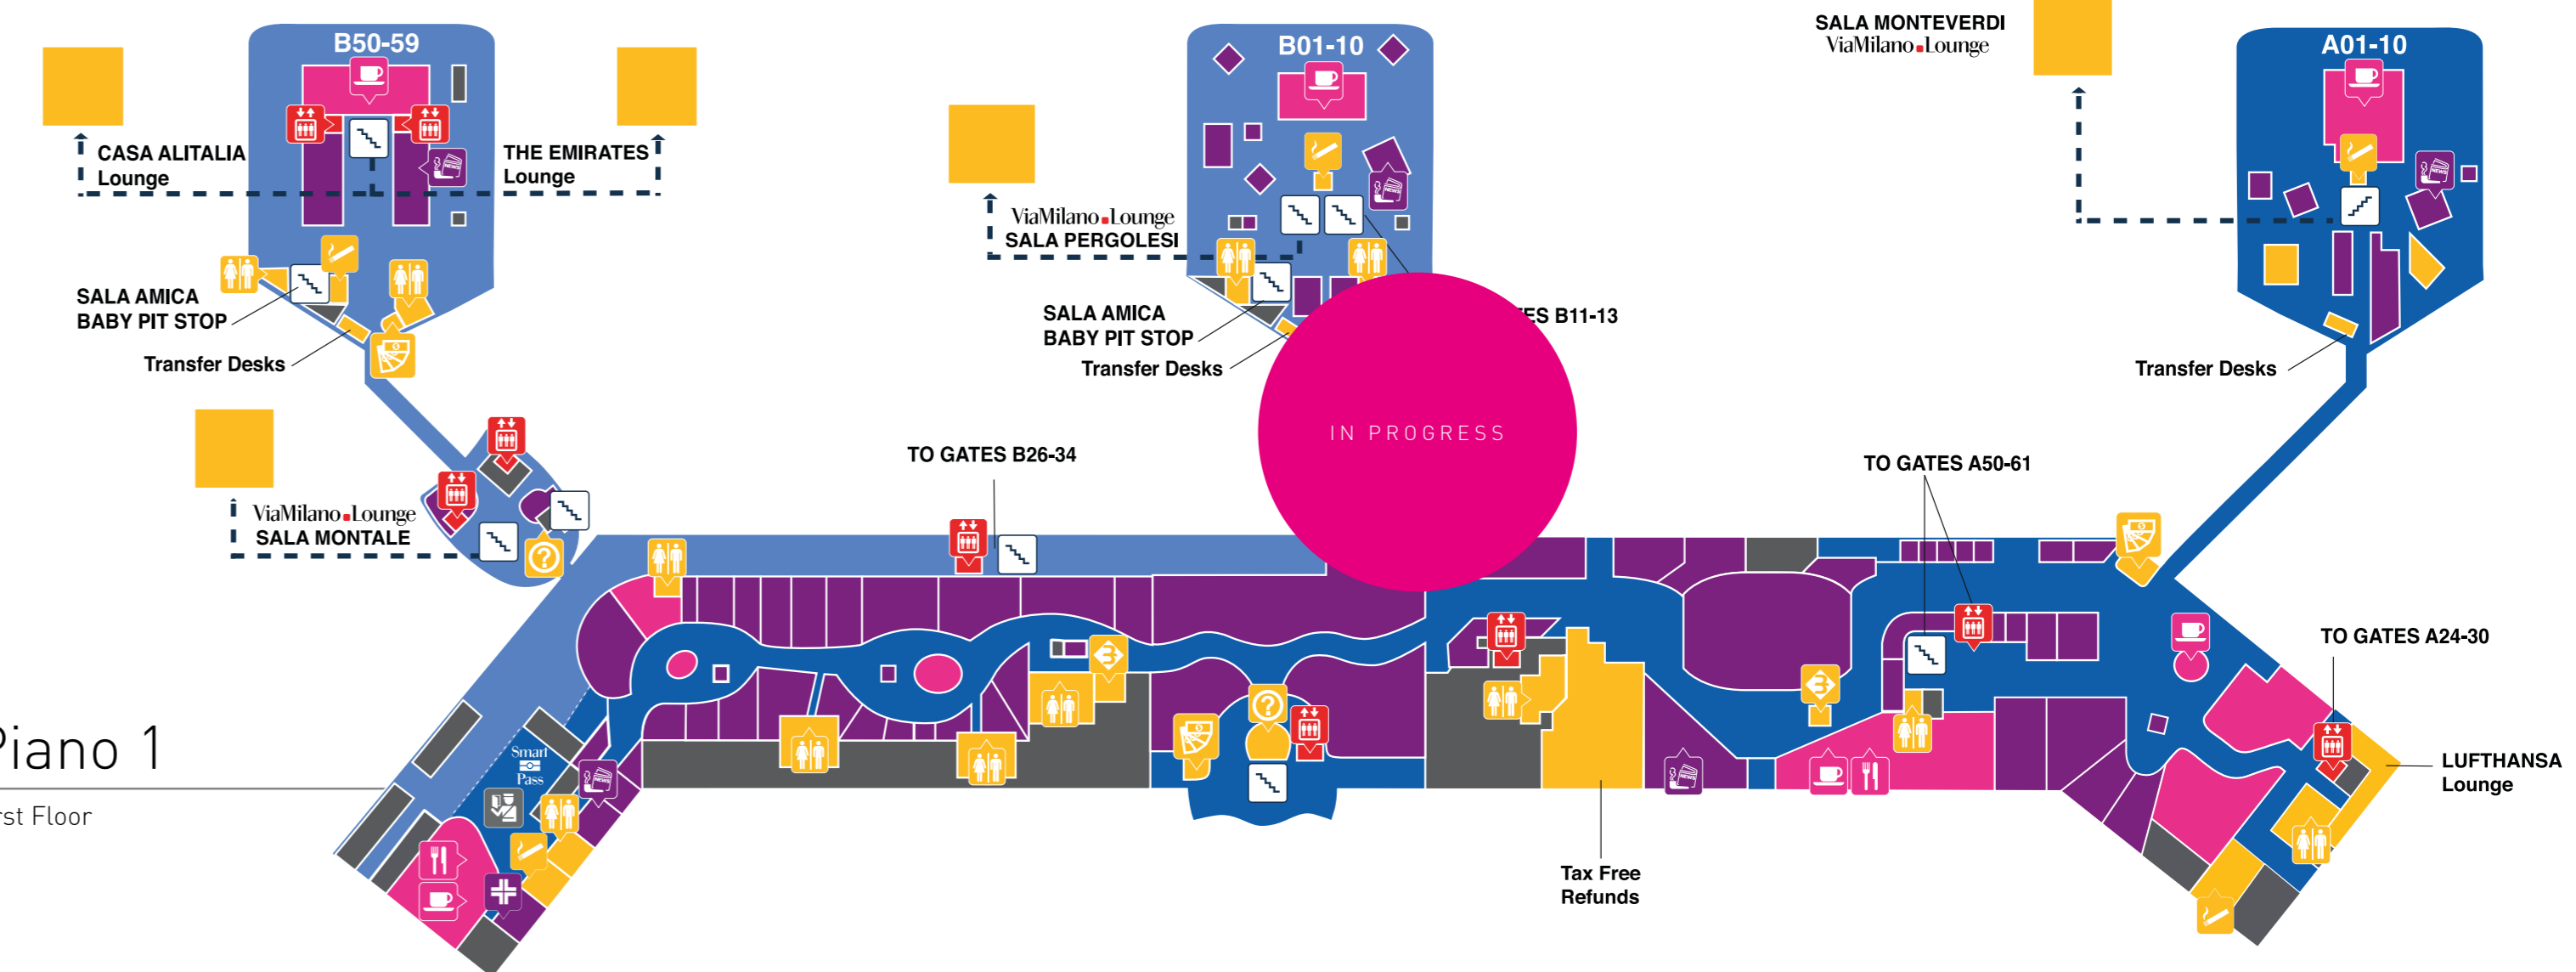 B50-59
B01-10
SALA MONTEVERDI
ViaMilano Lounge
A01-10
CASA ALITALIA
Lounge
THE EMIRATES
Lounge
ViaMilano Lounge
SALA PERGOLESI
SALA AMICA
BABY PIT STOP
Transfer Desks
SALA AMICA
BABY PIT STOP
Transfer Desks
B11-13
Transfer Desks
IN PROGRESS
TO GATES B26-34
TO GATES A50-61
ViaMilano Lounge
SALA MONTALE
TO GATES A24-30
Piano 1
Floor
Smart
Pass
LUFTHANSA
Lounge
Tax Free
Refunds